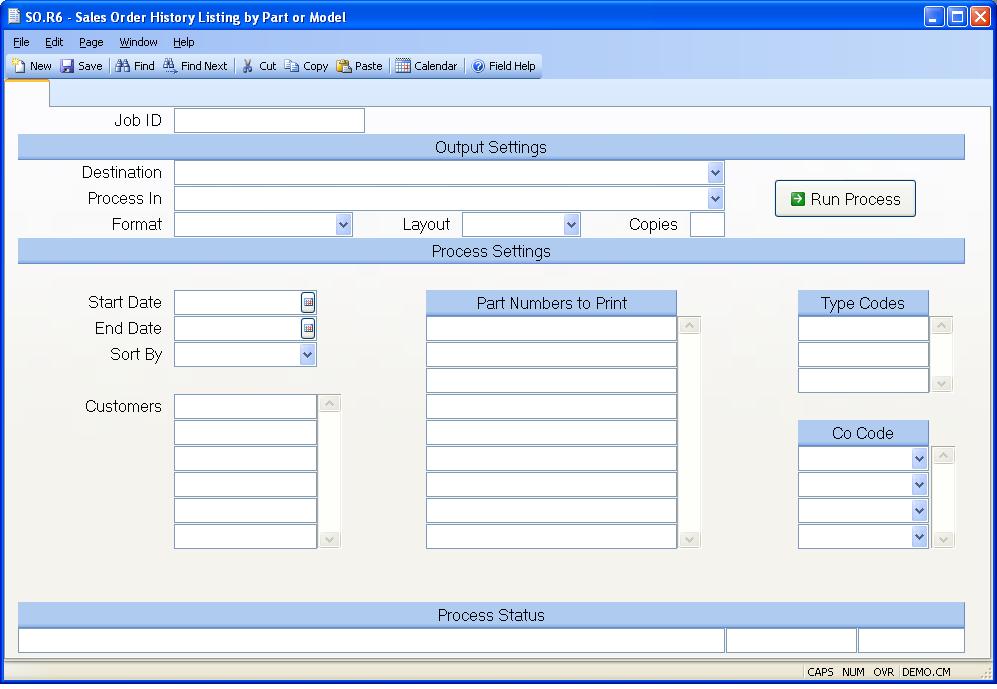 SO.R6 - Sales Order History Listing by Part or Model
File Edit Page Window Help
New Save Find Find Next Cut Copy Paste Calendar Field Help
Job ID
Output Settings
Destination
Process In
Run Process
Format Layout Copies
Process Settings
Start Date Part Numbers to Print Type Codes
End Date
Sort By
Customers
Co Code
Process Status
CAPS NUM OVR DEMO.CM